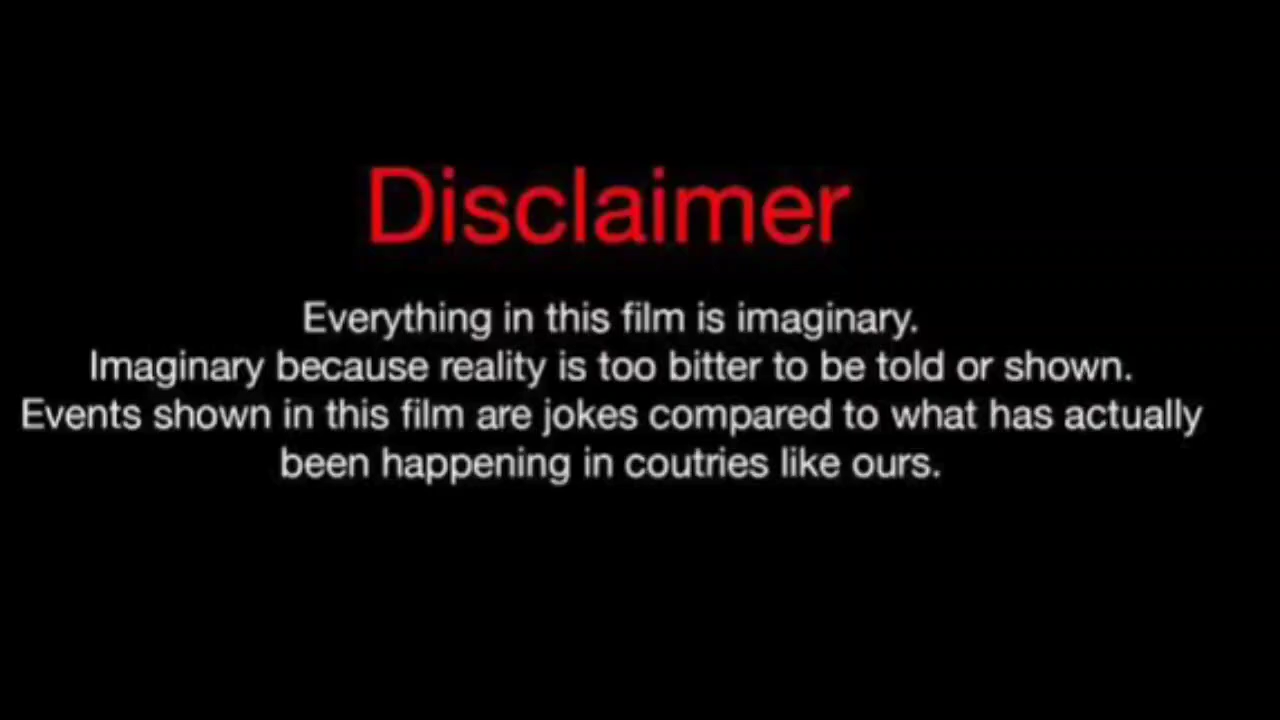 Disclaimer
Everything in this film is imaginary.
Imaginary because reality is too bitter to be told or shown.
Events shown in this film are jokes compared to what has actually
been happening in coutries like ours.